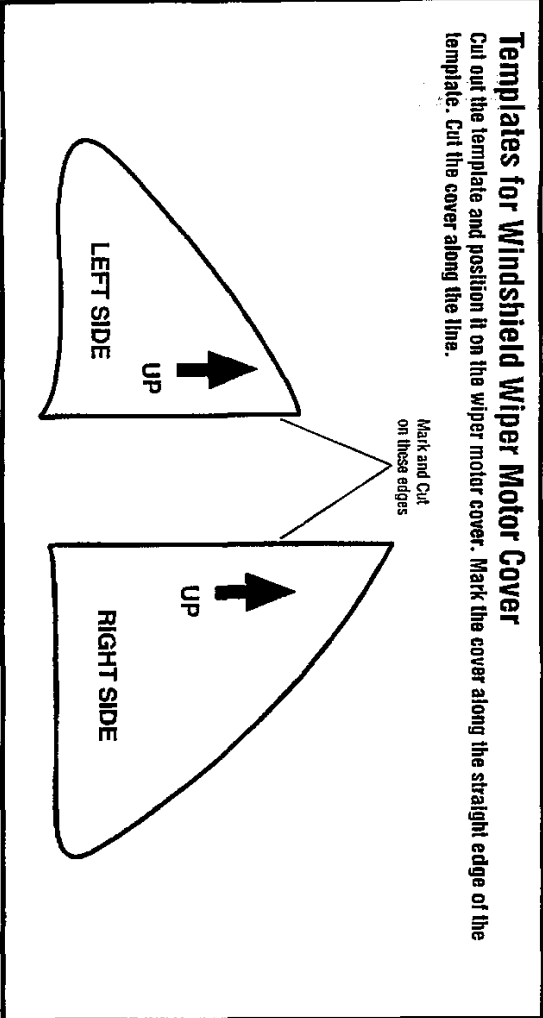 Templates for Windshield Wiper Motor Cover
Cut out the template and position it on the wiper motor cover. Mark the cover along the straight edge of the
template. Cut the cover along the line.
Mark and Cut
on these edges
UP
LEFT SIDE
UP
RIGHT SIDE